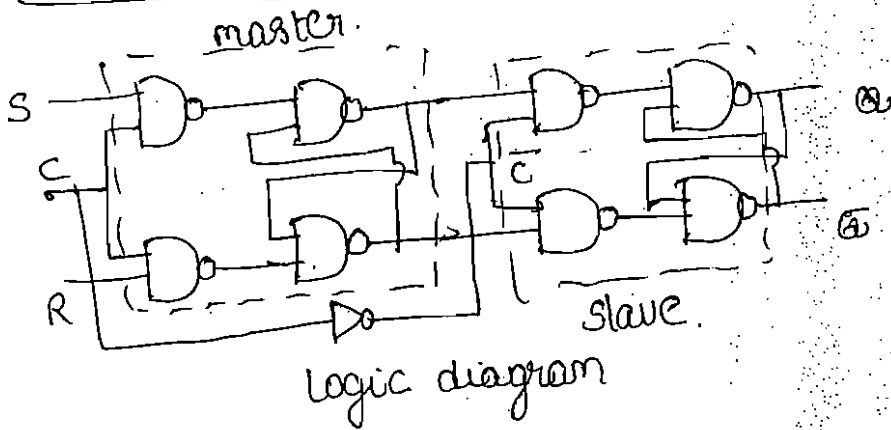 master.
S
Q
C
C̅
Q̅
R
Slave.
logic diagram